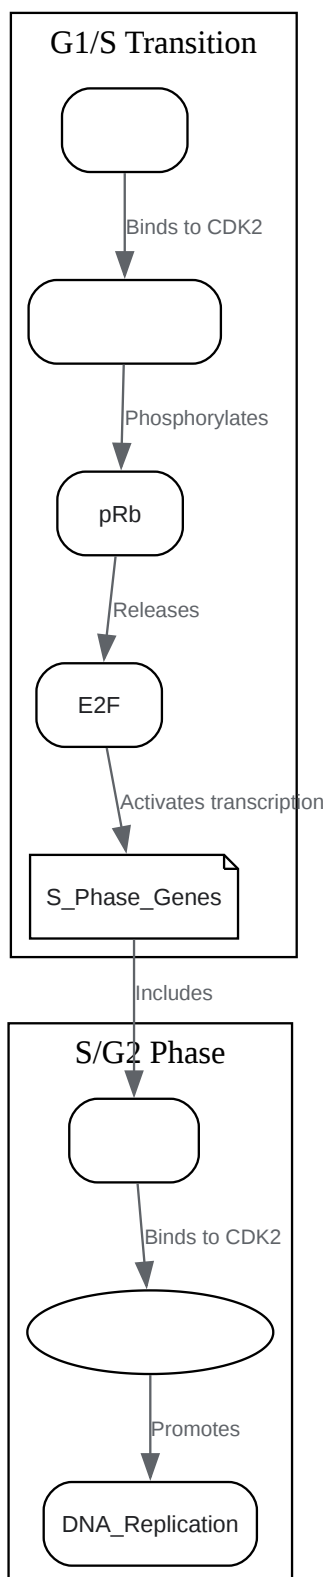 G1/S Transition
Binds to CDK2
Phosphorylates
pRb
Releases
E2F
Activates transcription
S_Phase_Genes
Includes
S/G2 Phase
Binds to CDK2
Promotes
DNA_Replication